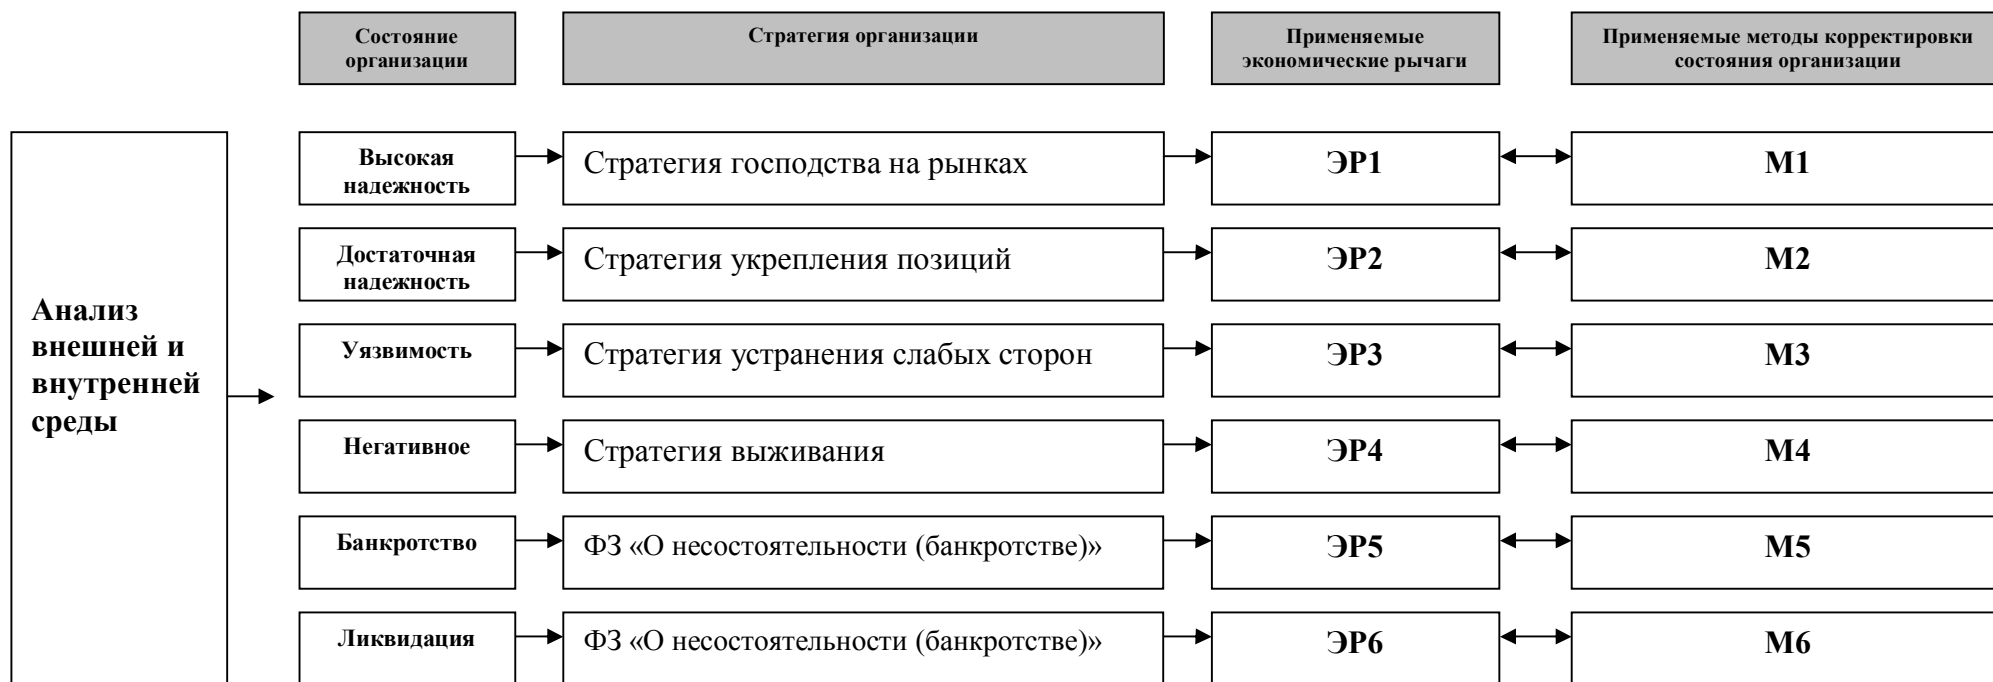 Состояние
организации
Стратегия организации
Применяемые
экономические рычаги
Применяемые методы корректировки
состояния организации
Анализ
внешней и
внутренней
среды
Высокая
надежность
Стратегия господства на рынках
ЭР1
М1
Достаточная
надежность
Стратегия укрепления позиций
ЭР2
М2
Уязвимость
Стратегия устранения слабых сторон
ЭР3
М3
Негативное
Стратегия выживания
ЭР4
М4
Банкротство
ФЗ «О несостоятельности (банкротстве)»
ЭР5
М5
Ликвидация
ФЗ «О несостоятельности (банкротстве)»
ЭР6
М6